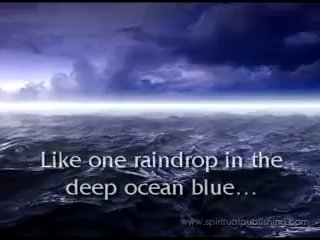 Like one raindrop in the
deep ocean blue…
www.spiritualpublishing.com